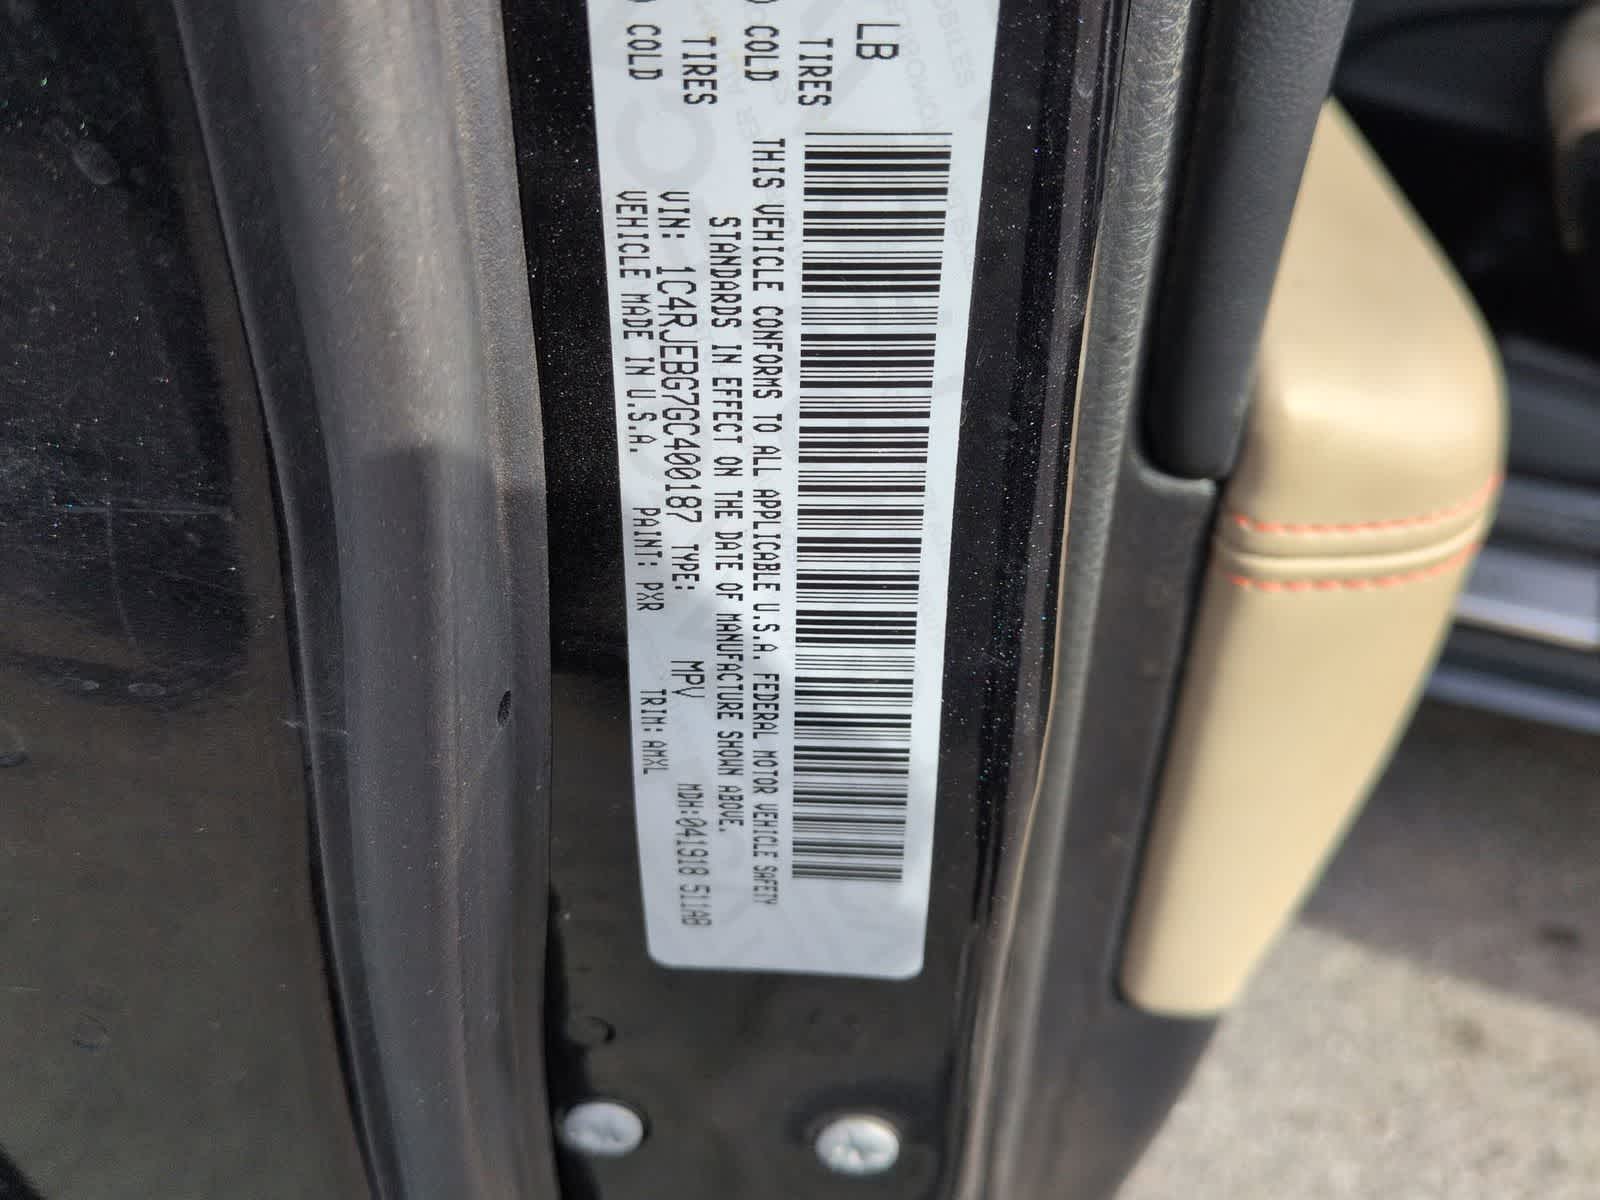 LB
TIRES
) COLD
TIRES
) COLD
THIS VEHICLE CONFORMS TO ALL APPLICABLE U.S.A. FEDERAL MOTOR VEHICLE SAFETY
STANDARDS IN EFFECT ON THE DATE OF MANUFACTURE SHOWN ABOVE.
VIN: 1C4RJEBG7GC400187 TYPE: MPV MDH:041918 511AB
VEHICLE MADE IN U.S.A. PAINT: PXR TRIM: AMXL